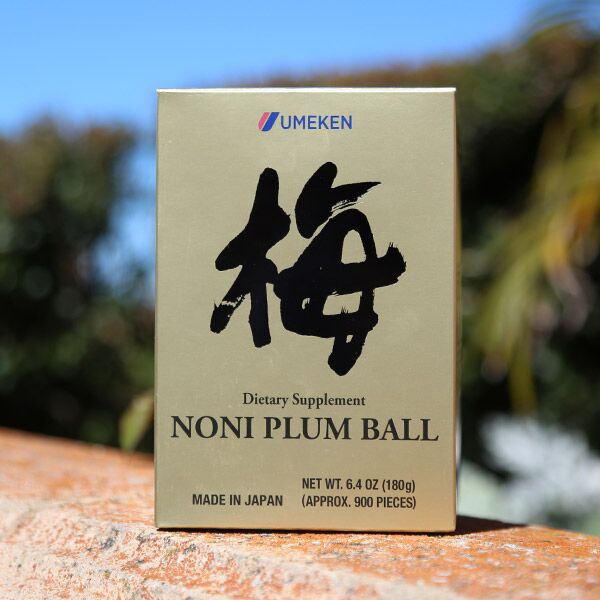 UMEKEN
梅
Dietary Supplement
NONI PLUM BALL
NET WT. 6.4 OZ (180g)
MADE IN JAPAN (APPROX. 900 PIECES)